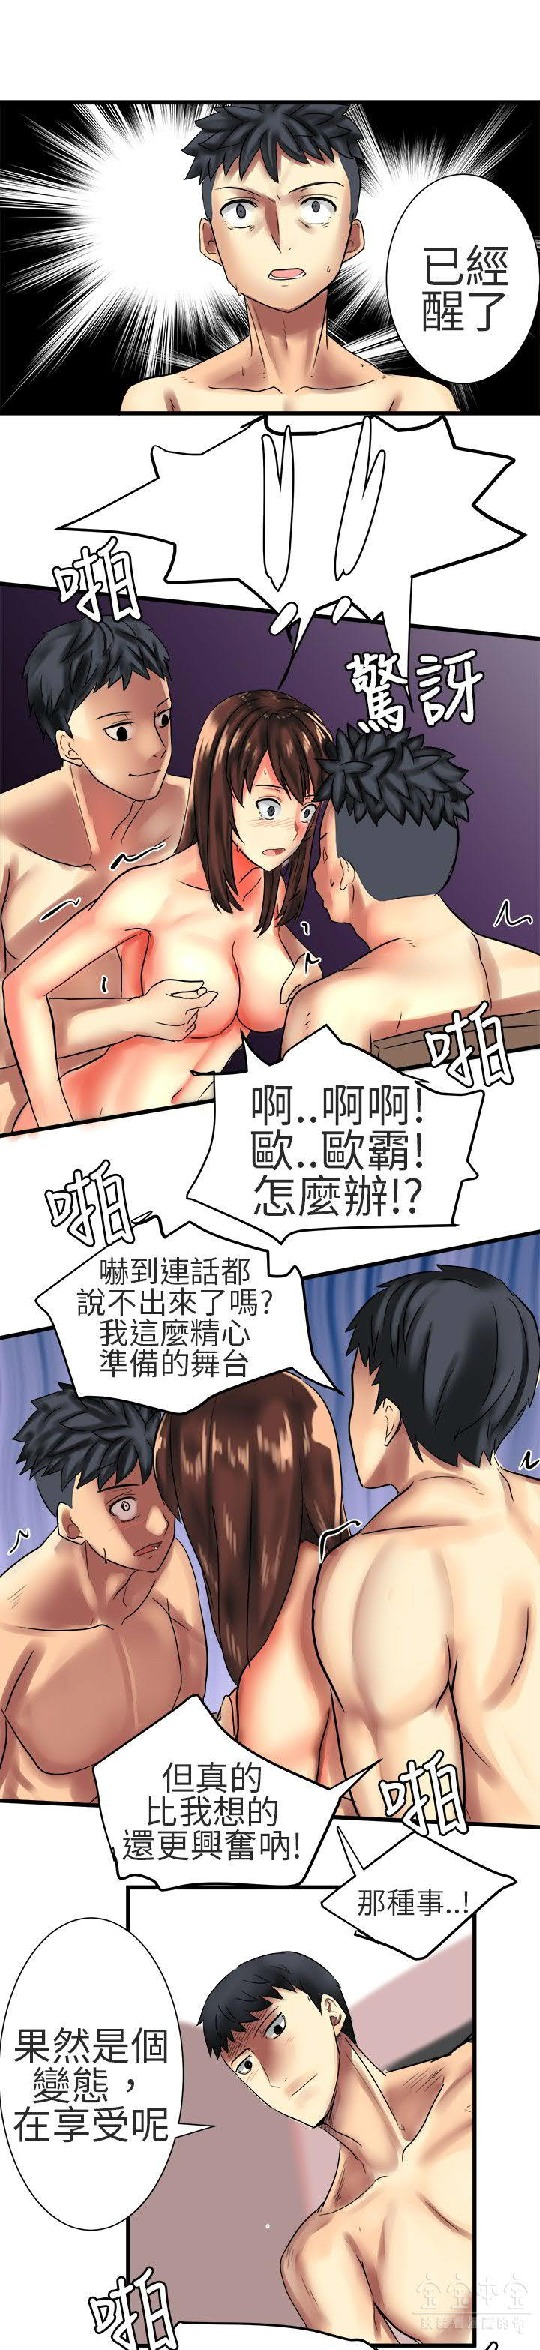 已經
醒了
啪
驚訝
啪
啊..啊啊!
歐..歐霸!
怎麼辦!?
啪
嚇到連話都
說不出來了嗎?
我這麼精心
準備的舞台
但真的
比我想的
還更興奮吶!
啪
那種事..!
果然是個
變態，
在享受呢
啪